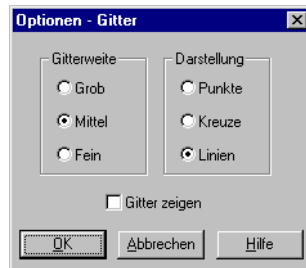 Optionen - Gitter
Gitterweite
Grob
Mittel
Fein
Darstellung
Punkte
Kreuze
Linien
Gitter zeigen
OK Abbrechen Hilfe